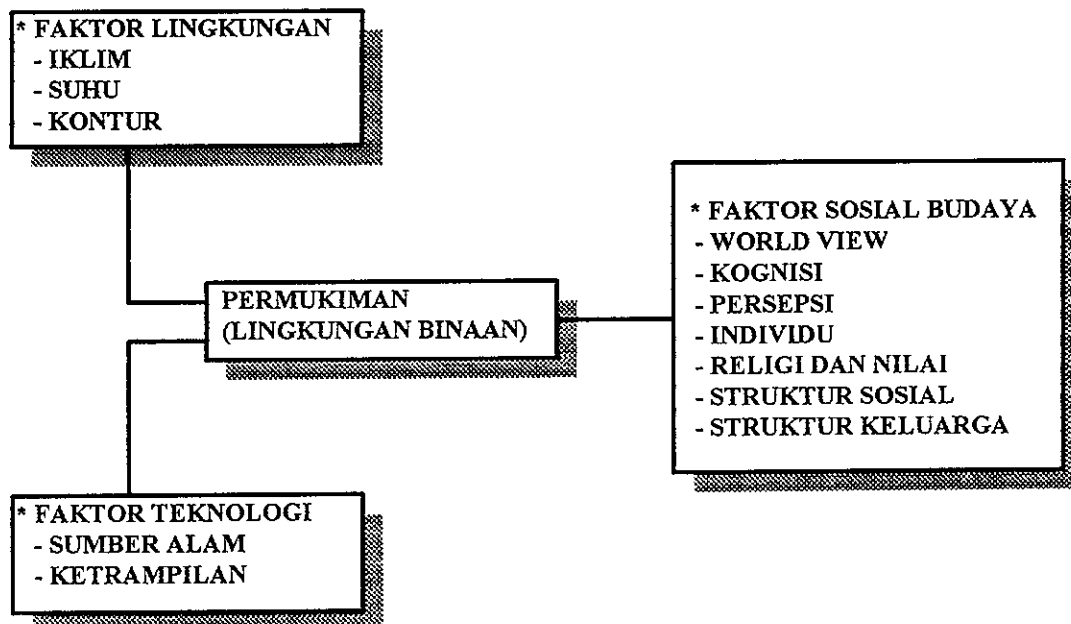 * FAKTOR LINGKUNGAN
- IKLIM
- SUHU
- KONTUR
PERMUKIMAN
(LINGKUNGAN BINAAN)
* FAKTOR SOSIAL BUDAYA
- WORLD VIEW
- KOGNISI
- PERSEPSI
- INDIVIDU
- RELIGI DAN NILAI
- STRUKTUR SOSIAL
- STRUKTUR KELUARGA
* FAKTOR TEKNOLOGI
- SUMBER ALAM
- KETRAMPILAN